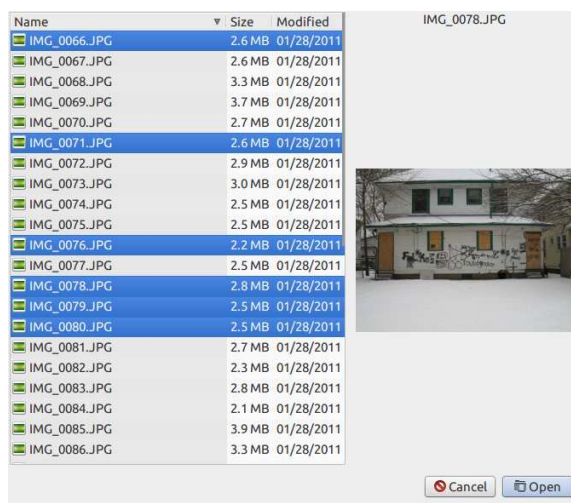 Name Size Modified IMG_0078.JPG
IMG_0066.JPG 2.6 MB 01/28/2011
IMG_0067.JPG 2.6 MB 01/28/2011
IMG_0068.JPG 3.3 MB 01/28/2011
IMG_0069.JPG 3.7 MB 01/28/2011
IMG_0070.JPG 2.7 MB 01/28/2011
IMG_0071.JPG 2.6 MB 01/28/2011
IMG_0072.JPG 2.9 MB 01/28/2011
IMG_0073.JPG 3.0 MB 01/28/2011
IMG_0074.JPG 2.5 MB 01/28/2011
IMG_0075.JPG 2.5 MB 01/28/2011
IMG_0076.JPG 2.2 MB 01/28/2011
IMG_0077.JPG 2.5 MB 01/28/2011
IMG_0078.JPG 2.8 MB 01/28/2011
IMG_0079.JPG 2.5 MB 01/28/2011
IMG_0080.JPG 2.5 MB 01/28/2011
IMG_0081.JPG 2.7 MB 01/28/2011
IMG_0082.JPG 2.3 MB 01/28/2011
IMG_0083.JPG 2.8 MB 01/28/2011
IMG_0084.JPG 2.1 MB 01/28/2011
IMG_0085.JPG 3.9 MB 01/28/2011
IMG_0086.JPG 3.3 MB 01/28/2011
Cancel Open